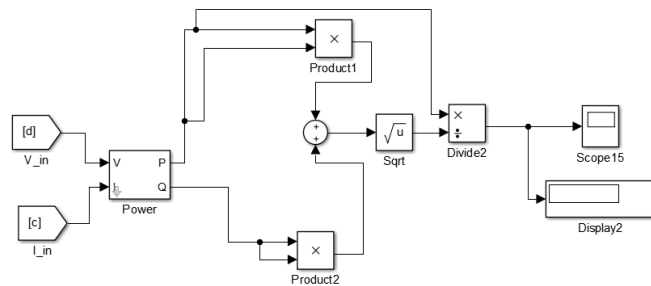 ×
Product1
[d]
V_in
V
P
I
Q
Power
[c]
I_in
+
+
√u
Sqrt
×
÷
Divide2
Scope15
Display2
×
Product2